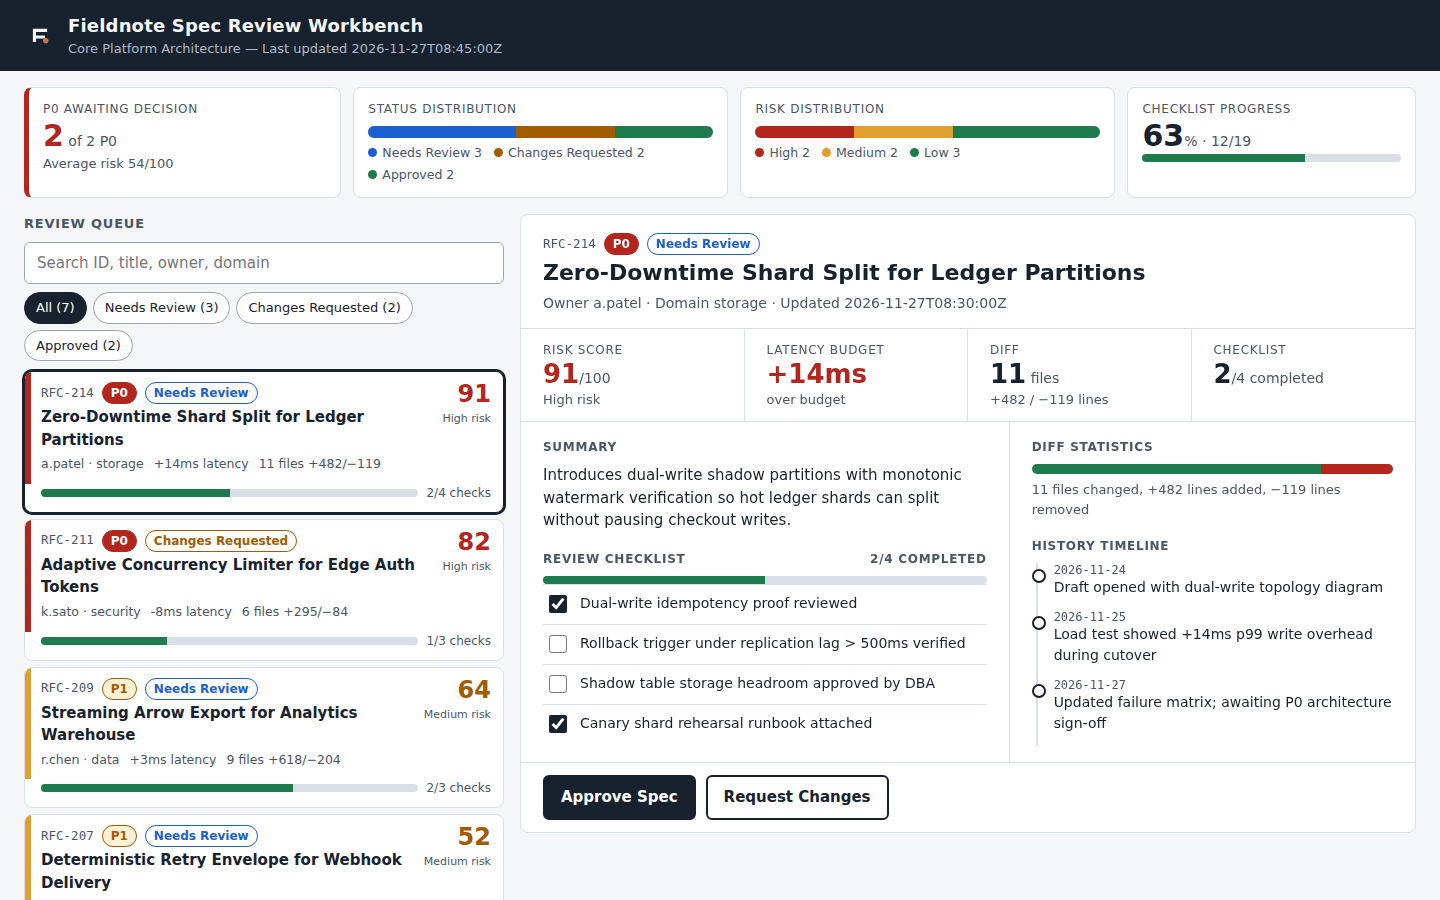 Fieldnote Spec Review Workbench
Core Platform Architecture — Last updated 2026-11-27T08:45:00Z
P0 AWAITING DECISION
2 of 2 P0
Average risk 54/100
STATUS DISTRIBUTION
Needs Review 3 Changes Requested 2
Approved 2
RISK DISTRIBUTION
High 2 Medium 2 Low 3
CHECKLIST PROGRESS
63% · 12/19
REVIEW QUEUE
Search ID, title, owner, domain
All (7) Needs Review (3) Changes Requested (2)
Approved (2)
RFC-214 P0 Needs Review 91
High risk
Zero-Downtime Shard Split for Ledger
Partitions
a.patel · storage +14ms latency 11 files +482/−119
2/4 checks
RFC-211 P0 Changes Requested 82
High risk
Adaptive Concurrency Limiter for Edge Auth
Tokens
k.sato · security -8ms latency 6 files +295/−84
1/3 checks
RFC-209 P1 Needs Review 64
Medium risk
Streaming Arrow Export for Analytics
Warehouse
r.chen · data +3ms latency 9 files +618/−204
2/3 checks
RFC-207 P1 Needs Review 52
Medium risk
Deterministic Retry Envelope for Webhook
Delivery
RFC-214 P0 Needs Review
Zero-Downtime Shard Split for Ledger Partitions
Owner a.patel · Domain storage · Updated 2026-11-27T08:30:00Z
RISK SCORE
91/100
High risk
LATENCY BUDGET
+14ms
over budget
DIFF
11 files
+482 / −119 lines
CHECKLIST
2/4 completed
SUMMARY
Introduces dual-write shadow partitions with monotonic
watermark verification so hot ledger shards can split
without pausing checkout writes.
REVIEW CHECKLIST 2/4 COMPLETED
Dual-write idempotency proof reviewed
Rollback trigger under replication lag > 500ms verified
Shadow table storage headroom approved by DBA
Canary shard rehearsal runbook attached
DIFF STATISTICS
11 files changed, +482 lines added, −119 lines
removed
HISTORY TIMELINE
2026-11-24
Draft opened with dual-write topology diagram
2026-11-25
Load test showed +14ms p99 write overhead
during cutover
2026-11-27
Updated failure matrix; awaiting P0 architecture
sign-off
Approve Spec Request Changes